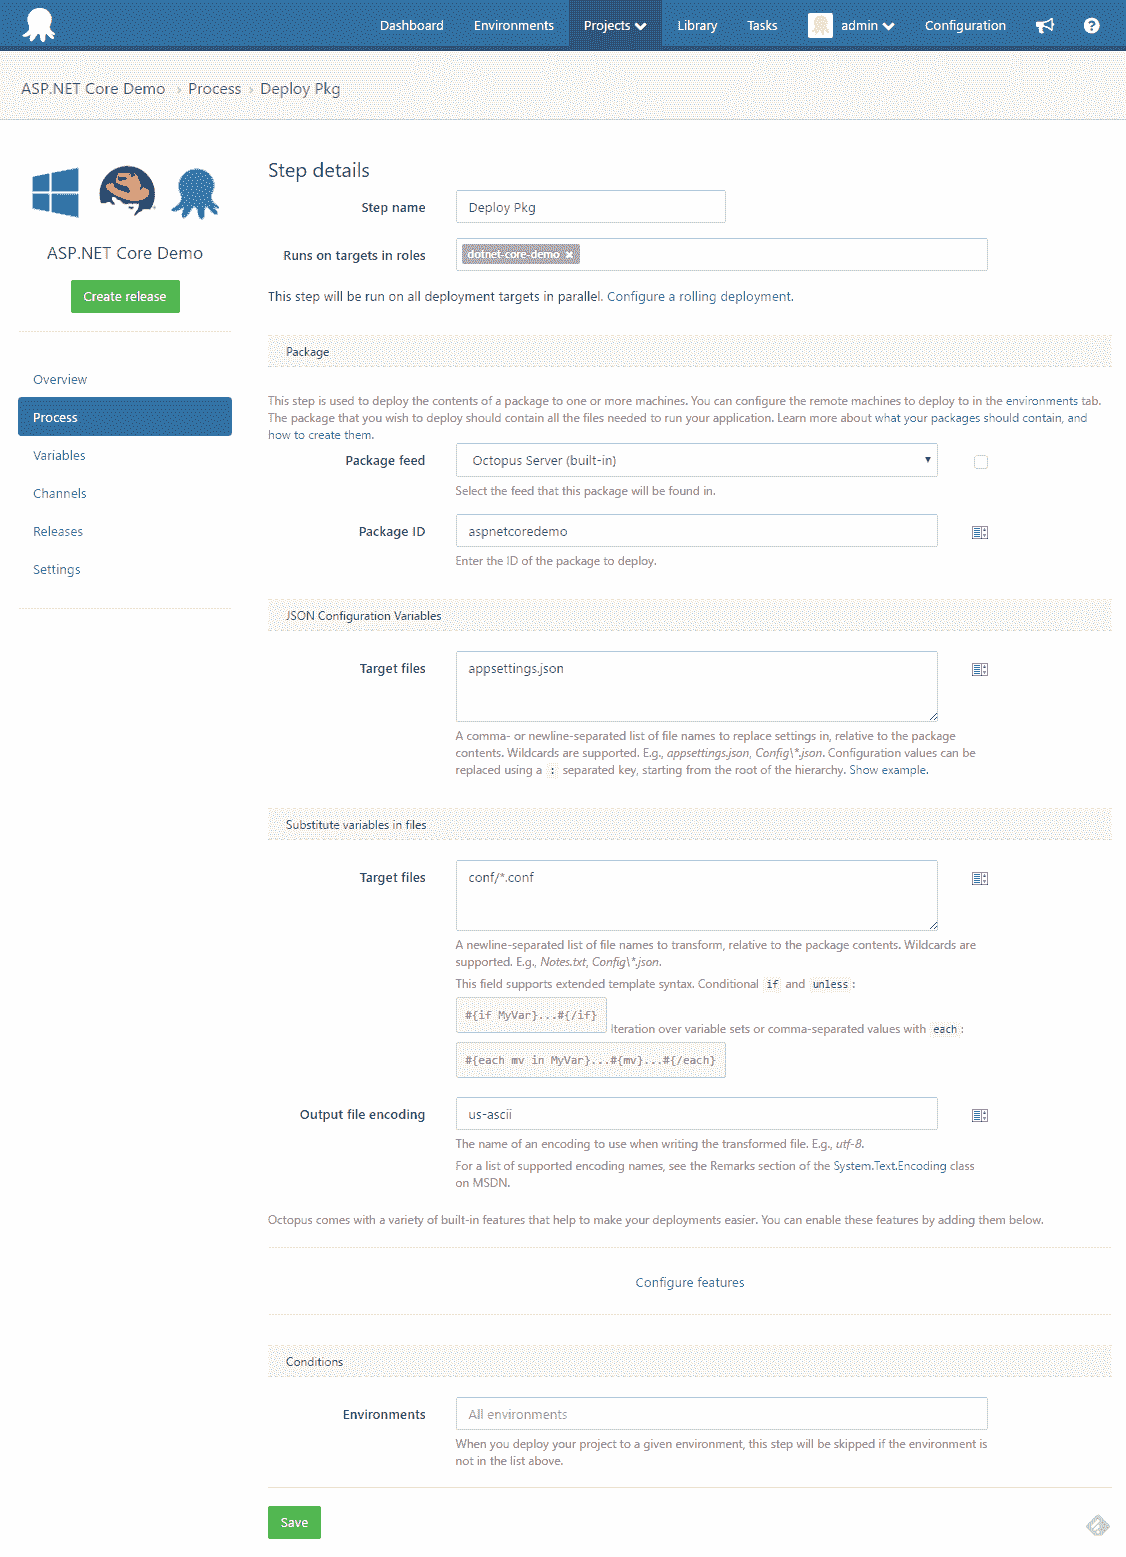 Dashboard Environments Projects Library Tasks admin Configuration
ASP.NET Core Demo › Process › Deploy Pkg
ASP.NET Core Demo
Create release
Overview
Process
Variables
Channels
Releases
Settings
Step details
Step name Deploy Pkg
Runs on targets in roles dotnet-core-demo ×
This step will be run on all deployment targets in parallel. Configure a rolling deployment.
Package
This step is used to deploy the contents of a package to one or more machines. You can configure the remote machines to deploy to in the environments tab.
The package that you wish to deploy should contain all the files needed to run your application. Learn more about what your packages should contain, and
how to create them.
Package feed Octopus Server (built-in)
Select the feed that this package will be found in.
Package ID aspnetcoredemo
Enter the ID of the package to deploy.
JSON Configuration Variables
Target files appsettings.json
A comma- or newline-separated list of file names to replace settings in, relative to the package
contents. Wildcards are supported. E.g., appsettings.json, Config\*.json. Configuration values can be
replaced using a : separated key, starting from the root of the hierarchy. Show example.
Substitute variables in files
Target files conf/*.conf
A newline-separated list of file names to transform, relative to the package contents. Wildcards are
supported. E.g., Notes.txt, Config\*.json.
This field supports extended template syntax. Conditional if and unless:
#{if MyVar}...#{/if} Iteration over variable sets or comma-separated values with each:
#{each mv in MyVar}...#{mv}...#{/each}
Output file encoding us-ascii
The name of an encoding to use when writing the transformed file. E.g., utf-8.
For a list of supported encoding names, see the Remarks section of the System.Text.Encoding class
on MSDN.
Octopus comes with a variety of built-in features that help to make your deployments easier. You can enable these features by adding them below.
Configure features
Conditions
Environments All environments
When you deploy your project to a given environment, this step will be skipped if the environment is
not in the list above.
Save